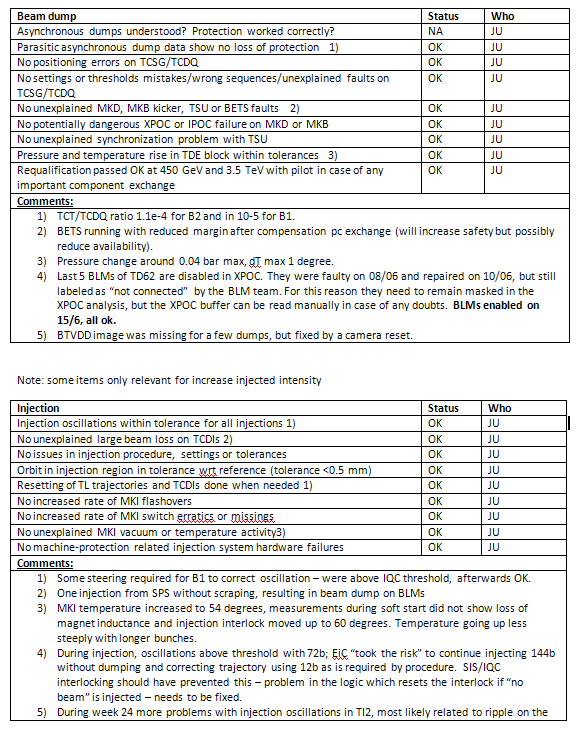 Beam dump Status Who
Asynchronous dumps understood? Protection worked correctly? NA JU
Parasitic asynchronous dump data show no loss of protection 1) OK JU
No positioning errors on TCSG/TCDQ OK JU
No settings or thresholds mistakes/wrong sequences/unexplained faults on OK JU
TCSG/TCDQ
No unexplained MKD, MKB kicker, TSU or BETS faults 2) OK JU
No potentially dangerous XPOC or IPOC failure on MKD or MKB OK JU
No unexplained synchronization problem with TSU OK JU
Pressure and temperature rise in TDE block within tolerances 3) OK JU
Requalification passed OK at 450 GeV and 3.5 TeV with pilot in case of any OK JU
important component exchange
Comments:
1) TCT/TCDQ ratio 1.1e-4 for B2 and in 10-5 for B1.
2) BETS running with reduced margin after compensation pc exchange (will increase safety but possibly
reduce availability).
3) Pressure change around 0.04 bar max, dT max 1 degree.
4) Last 5 BLMs of TD62 are disabled in XPOC. They were faulty on 08/06 and repaired on 10/06, but still
labeled as “not connected” by the BLM team. For this reason they need to remain masked in the
XPOC analysis, but the XPOC buffer can be read manually in case of any doubts. BLMs enabled on
15/6, all ok.
5) BTVDD image was missing for a few dumps, but fixed by a camera reset.
Note: some items only relevant for increase injected intensity
Injection Status Who
Injection oscillations within tolerance for all injections 1) OK JU
No unexplained large beam loss on TCDIs 2) OK JU
No issues in injection procedure, settings or tolerances OK JU
Orbit in injection region in tolerance wrt reference (tolerance <0.5 mm) OK JU
Resetting of TL trajectories and TCDIs done when needed 1) OK JU
No increased rate of MKI flashovers OK JU
No increased rate of MKI switch erratics or missings OK JU
No unexplained MKI vacuum or temperature activity3) OK JU
No machine-protection related injection system hardware failures OK JU
Comments:
1) Some steering required for B1 to correct oscillation – were above IQC threshold, afterwards OK.
2) One injection from SPS without scraping, resulting in beam dump on BLMs
3) MKI temperature increased to 54 degrees, measurements during soft start did not show loss of
magnet inductance and injection interlock moved up to 60 degrees. Temperature going up less
steeply with longer bunches.
4) During injection, oscillations above threshold with 72b; EiC “took the risk” to continue injecting 144b
without dumping and correcting trajectory using 12b as is required by procedure. SIS/IQC
interlocking should have prevented this – problem in the logic which resets the interlock if “no
beam” is injected – needs to be fixed.
5) During week 24 more problems with injection oscillations in TI2, most likely related to ripple on the